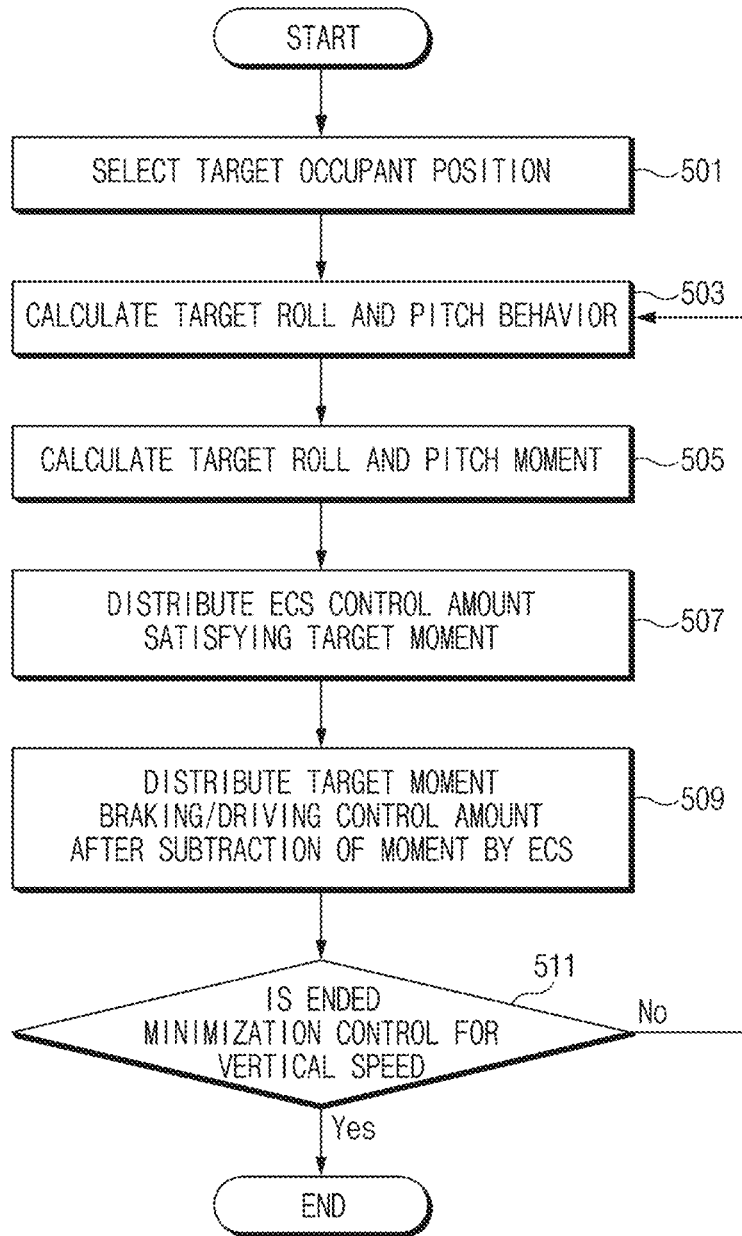 START
SELECT TARGET OCCUPANT POSITION
501
503
CALCULATE TARGET ROLL AND PITCH BEHAVIOR
CALCULATE TARGET ROLL AND PITCH MOMENT
505
DISTRIBUTE ECS CONTROL AMOUNT
SATISFYING TARGET MOMENT
507
DISTRIBUTE TARGET MOMENT
BRAKING/DRIVING CONTROL AMOUNT
AFTER SUBTRACTION OF MOMENT BY ECS
509
511
IS ENDED
MINIMIZATION CONTROL FOR
VERTICAL SPEED
No
Yes
END